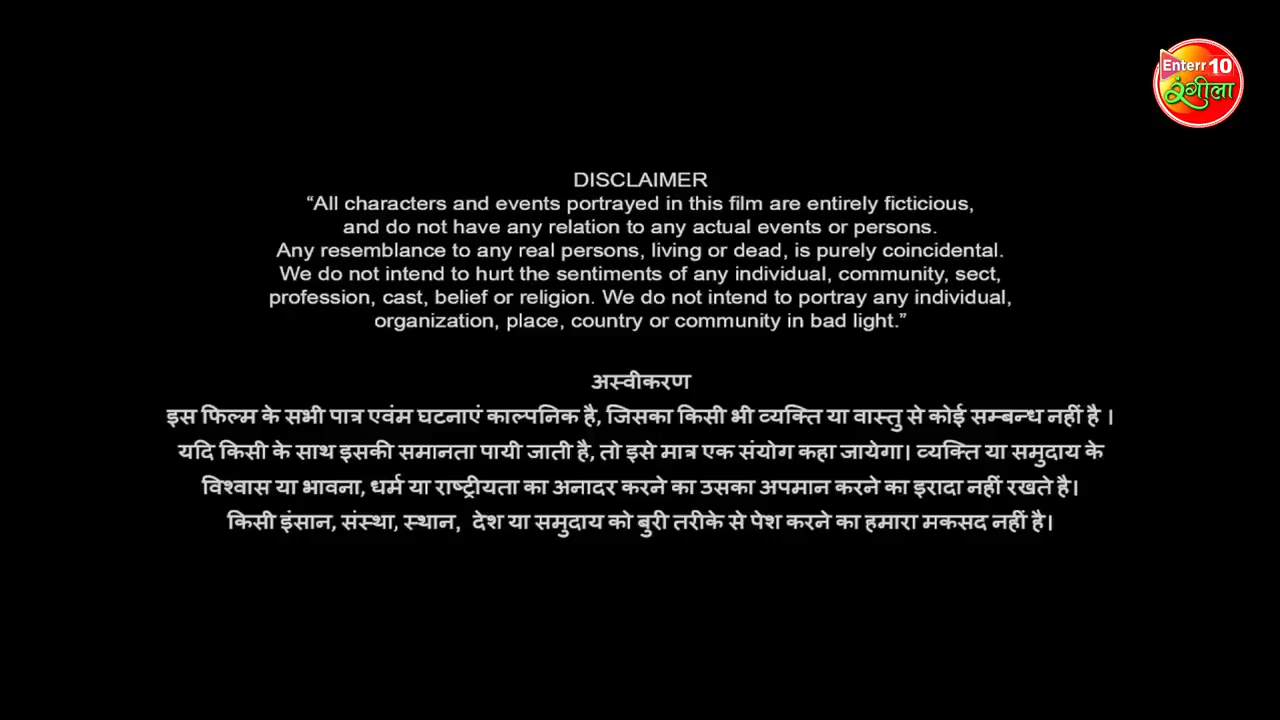 Enterr 10
रंगीला
DISCLAIMER
“All characters and events portrayed in this film are entirely ficticious,
and do not have any relation to any actual events or persons.
Any resemblance to any real persons, living or dead, is purely coincidental.
We do not intend to hurt the sentiments of any individual, community, sect,
profession, cast, belief or religion. We do not intend to portray any individual,
organization, place, country or community in bad light.”
अस्वीकरण
इस फिल्म के सभी पात्र एवंम घटनाएं काल्पनिक है, जिसका किसी भी व्यक्ति या वास्तु से कोई सम्बन्ध नहीं है ।
यदि किसी के साथ इसकी समानता पायी जाती है, तो इसे मात्र एक संयोग कहा जायेगा। व्यक्ति या समुदाय के
विश्वास या भावना, धर्म या राष्ट्रीयता का अनादर करने का उसका अपमान करने का इरादा नहीं रखते है।
किसी इंसान, संस्था, स्थान, देश या समुदाय को बुरी तरीके से पेश करने का हमारा मकसद नहीं है।